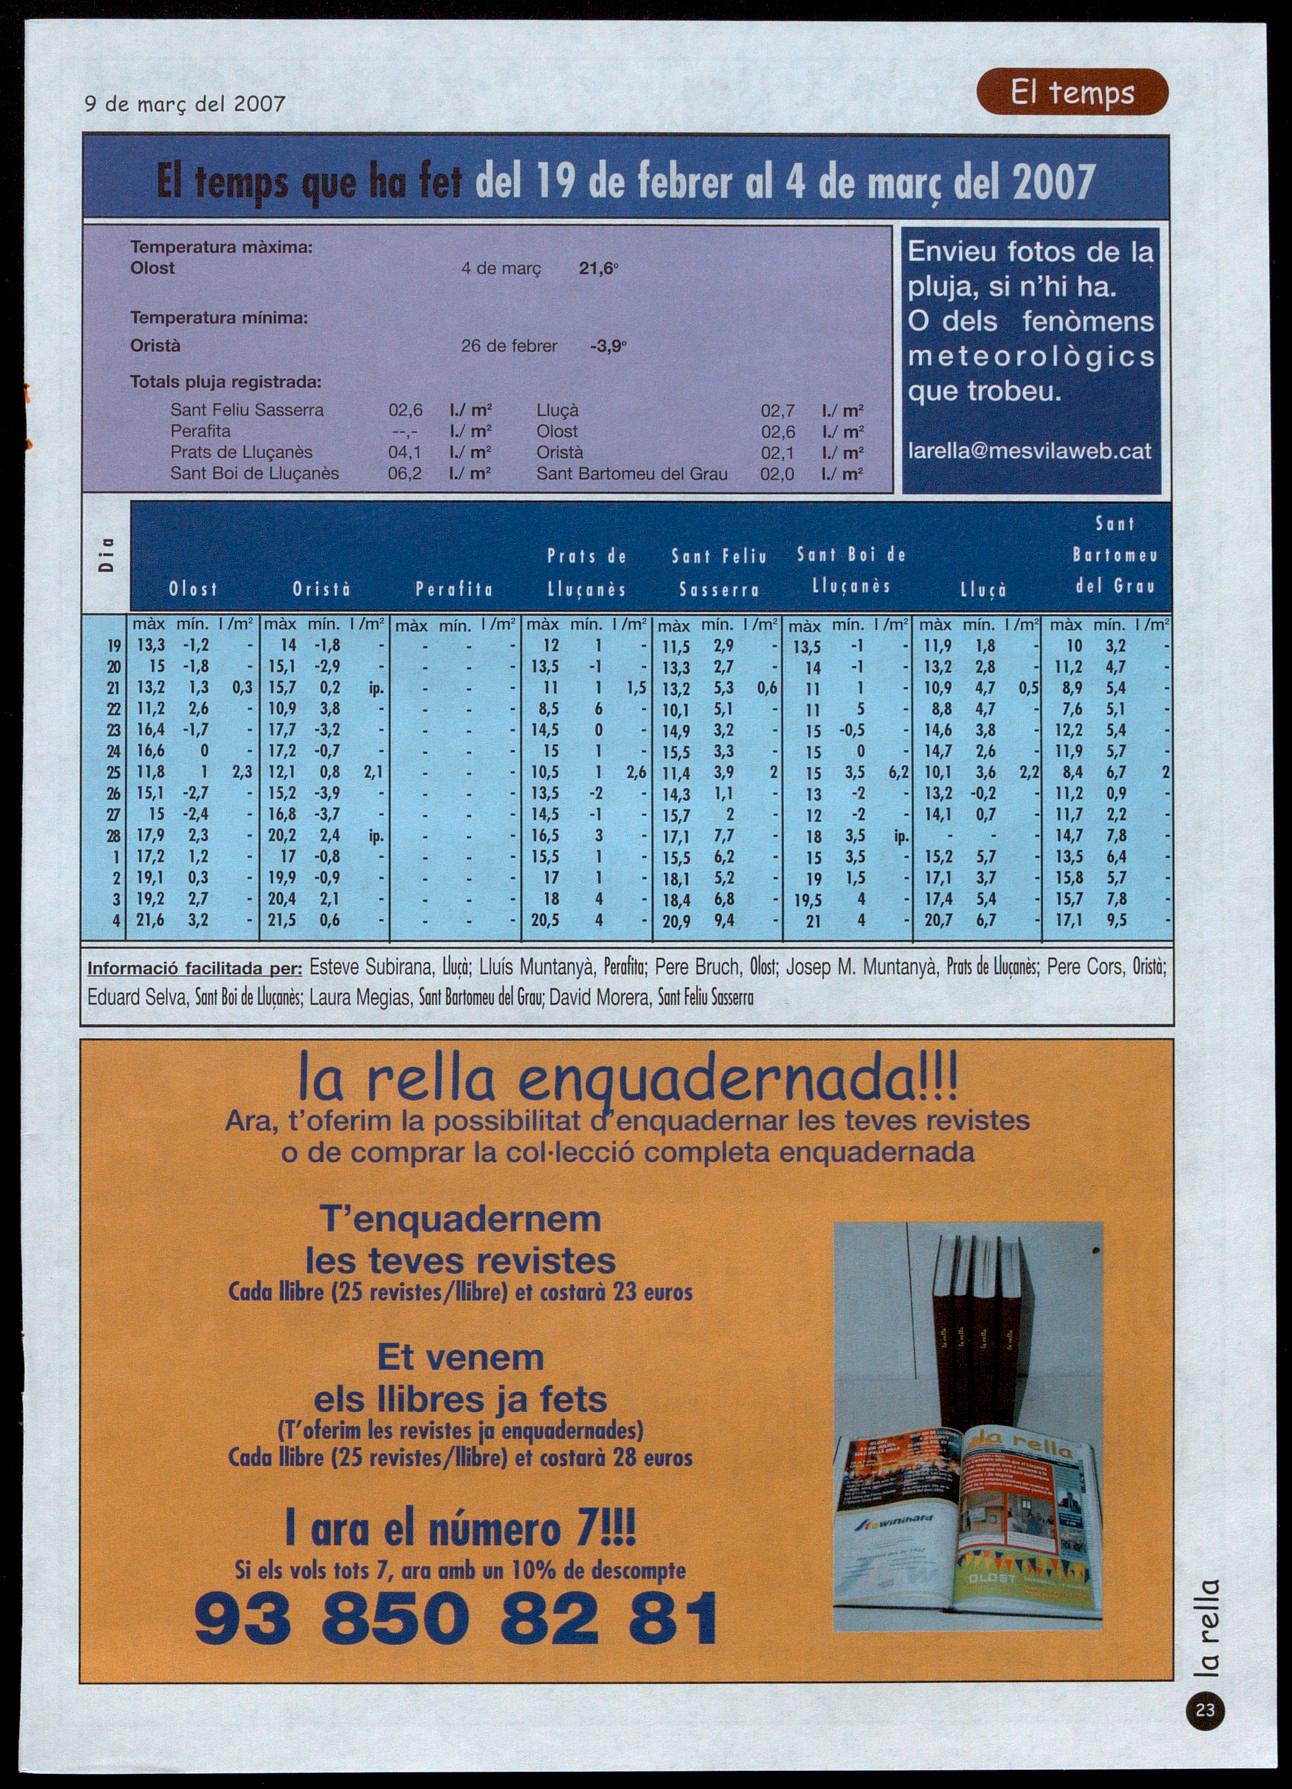 9 de març del 2007
El temps
El temps que ha fet del 19 de febrer al 4 de març del 2007
Temperatura màxima:
Olost 4 de març 21,6º
Temperatura mínima:
Oristà 26 de febrer -3,9º
Totals pluja registrada:
Sant Feliu Sasserra 02,6 l./ m² Lluçà 02,7 l./ m²
Perafita --,- l./ m² Olost 02,6 l./ m²
Prats de Lluçanès 04,1 l./ m² Oristà 02,1 l./ m²
Sant Boi de Lluçanès 06,2 l./ m² Sant Bartomeu del Grau 02,0 l./ m²
Envieu fotos de la
pluja, si n'hi ha.
O dels fenòmens
meteorològics
que trobeu.
larella@mesvilaweb.cat
Dia Olost Oristà Perafita Prats de Lluçanès Sant Feliu Sasserra Sant Boi de Lluçanès Lluçà Sant Bartomeu del Grau
màx mín. l /m² màx mín. l /m² màx mín. l /m² màx mín. l /m² màx mín. l /m² màx mín. l /m² màx mín. l /m² màx mín. l /m²
19 13,3 -1,2 - 14 -1,8 - - - - 12 1 - 11,5 2,9 - 13,5 -1 - 11,9 1,8 - 10 3,2 -
20 15 -1,8 - 15,1 -2,9 - - - - 13,5 -1 - 13,3 2,7 - 14 -1 - 13,2 2,8 - 11,2 4,7 -
21 13,2 1,3 0,3 15,7 0,2 ip. - - - 11 1 1,5 13,2 5,3 0,6 11 1 - 10,9 4,7 0,5 8,9 5,4 -
22 11,2 2,6 - 10,9 3,8 - - - - 8,5 6 - 10,1 5,1 - 11 5 - 8,8 4,7 - 7,6 5,1 -
23 16,4 -1,7 - 17,7 -3,2 - - - - 14,5 0 - 14,9 3,2 - 15 -0,5 - 14,6 3,8 - 12,2 5,4 -
24 16,6 0 - 17,2 -0,7 - - - - 15 1 - 15,5 3,3 - 15 0 - 14,7 2,6 - 11,9 5,7 -
25 11,8 1 2,3 12,1 0,8 2,1 - - - 10,5 1 2,6 11,4 3,9 2 15 3,5 6,2 10,1 3,6 2,2 8,4 6,7 2
26 15,1 -2,7 - 15,2 -3,9 - - - - 13,5 -2 - 14,3 1,1 - 13 -2 - 13,2 -0,2 - 11,2 0,9 -
27 15 -2,4 - 16,8 -3,7 - - - - 14,5 -1 - 15,7 2 - 12 -2 - 14,1 0,7 - 11,7 2,2 -
28 17,9 2,3 - 20,2 2,4 ip. - - - 16,5 3 - 17,1 7,7 - 18 3,5 ip. - - - 14,7 7,8 -
1 17,2 1,2 - 17 -0,8 - - - - 15,5 1 - 15,5 6,2 - 15 3,5 - 15,2 5,7 - 13,5 6,4 -
2 19,1 0,3 - 19,9 -0,9 - - - - 17 1 - 18,1 5,2 - 19 1,5 - 17,1 3,7 - 15,8 5,7 -
3 19,2 2,7 - 20,4 2,1 - - - - 18 4 - 18,4 6,8 - 19,5 4 - 17,4 5,4 - 15,7 7,8 -
4 21,6 3,2 - 21,5 0,6 - - - - 20,5 4 - 20,9 9,4 - 21 4 - 20,7 6,7 - 17,1 9,5 -
Informació facilitada per: Esteve Subirana, Lluçà; Lluís Muntanyà, Perafita; Pere Bruch, Olost; Josep M. Muntanyà, Prats de Lluçanès; Pere Cors, Oristà;
Eduard Selva, Sant Boi de Lluçanès; Laura Megias, Sant Bartomeu del Grau; David Morera, Sant Feliu Sasserra
la rella enquadernada!!!
Ara, t'oferim la possibilitat d'enquadernar les teves revistes
o de comprar la col·lecció completa enquadernada
T'enquadernem
les teves revistes
Cada llibre (25 revistes/llibre) et costarà 23 euros
Et venem
els llibres ja fets
(T'oferim les revistes ja enquadernades)
Cada llibre (25 revistes/llibre) et costarà 28 euros
I ara el número 7!!!
Si els vols tots 7, ara amb un 10% de descompte
93 850 82 81
la rella
la rella
la rella
la rella
la rella
winihard
OLOST
la rella
23